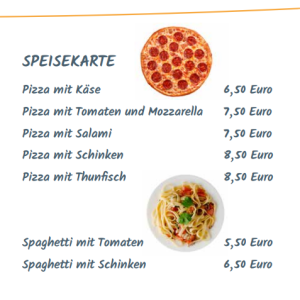 SPEISEKARTE
Pizza mit Käse 6,50 Euro
Pizza mit Tomaten und Mozzarella 7,50 Euro
Pizza mit Salami 7,50 Euro
Pizza mit Schinken 8,50 Euro
Pizza mit Thunfisch 8,50 Euro
Spaghetti mit Tomaten 5,50 Euro
Spaghetti mit Schinken 6,50 Euro